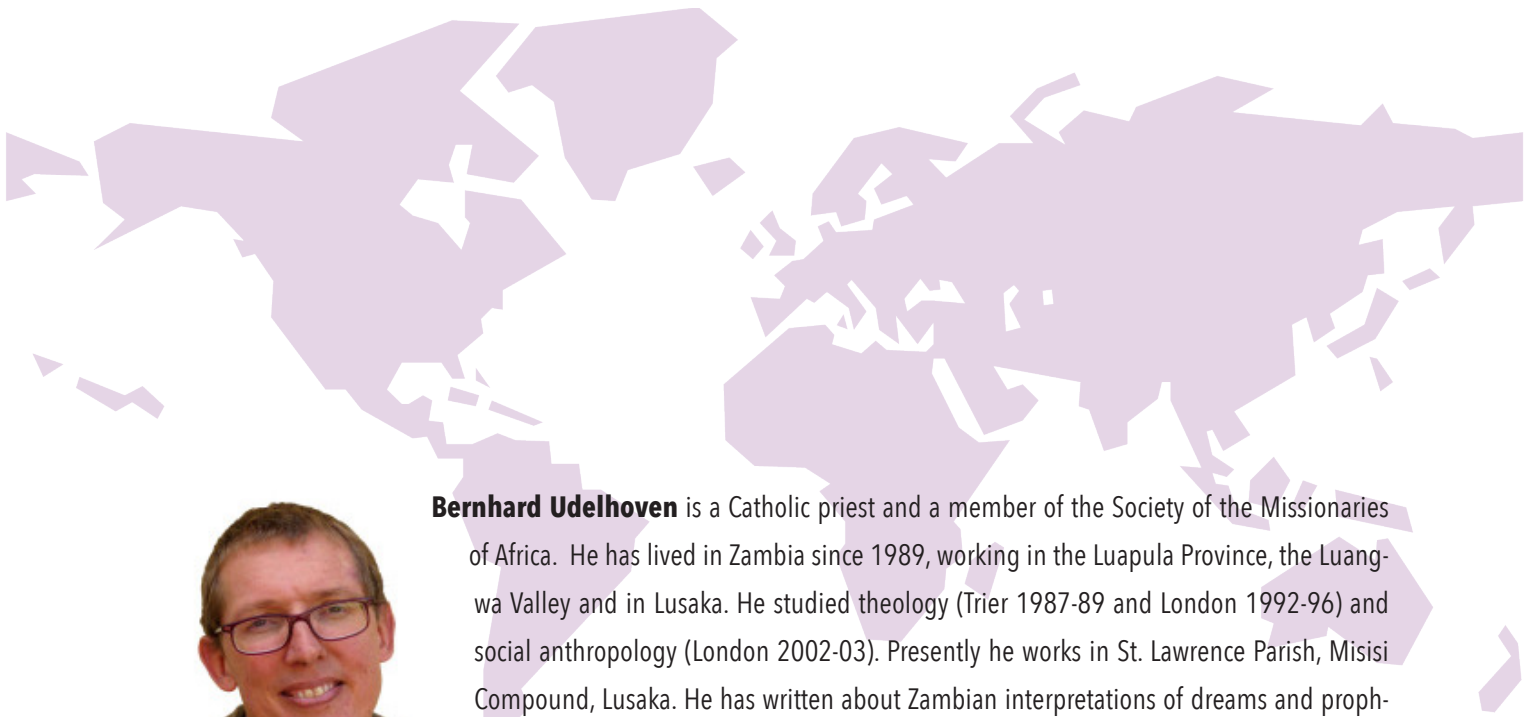 Bernhard Udelhoven is a Catholic priest and a member of the Society of the Missionaries
of Africa. He has lived in Zambia since 1989, working in the Luapula Province, the Luang-
wa Valley and in Lusaka. He studied theology (Trier 1987-89 and London 1992-96) and
social anthropology (London 2002-03). Presently he works in St. Lawrence Parish, Misisi
Compound, Lusaka. He has written about Zambian interpretations of dreams and proph-